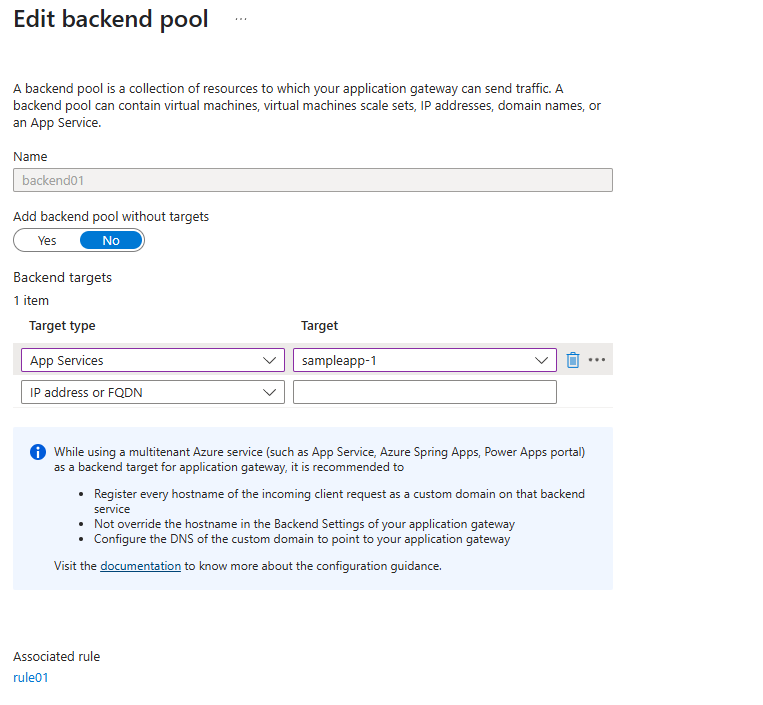 Edit backend pool ...
A backend pool is a collection of resources to which your application gateway can send traffic. A
backend pool can contain virtual machines, virtual machines scale sets, IP addresses, domain names, or
an App Service.
Name
backend01
Add backend pool without targets
Yes No
Backend targets
1 item
Target type Target
App Services sampleapp-1
IP address or FQDN
While using a multitenant Azure service (such as App Service, Azure Spring Apps, Power Apps portal)
as a backend target for application gateway, it is recommended to
• Register every hostname of the incoming client request as a custom domain on that backend
service
• Not override the hostname in the Backend Settings of your application gateway
• Configure the DNS of the custom domain to point to your application gateway
Visit the documentation to know more about the configuration guidance.
Associated rule
rule01